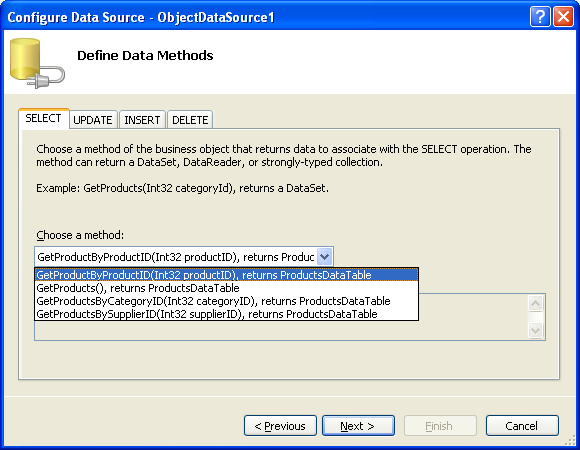 Configure Data Source - ObjectDataSource1
Define Data Methods
SELECT UPDATE INSERT DELETE
Choose a method of the business object that returns data to associate with the SELECT operation. The
method can return a DataSet, DataReader, or strongly-typed collection.
Example: GetProducts(Int32 categoryId), returns a DataSet.
Choose a method:
GetProductByProductID(Int32 productID), returns Produc
GetProductByProductID(Int32 productID), returns ProductsDataTable
GetProducts(), returns ProductsDataTable
GetProductsByCategoryID(Int32 categoryID), returns ProductsDataTable
GetProductsBySupplierID(Int32 supplierID), returns ProductsDataTable
< Previous Next > Finish Cancel